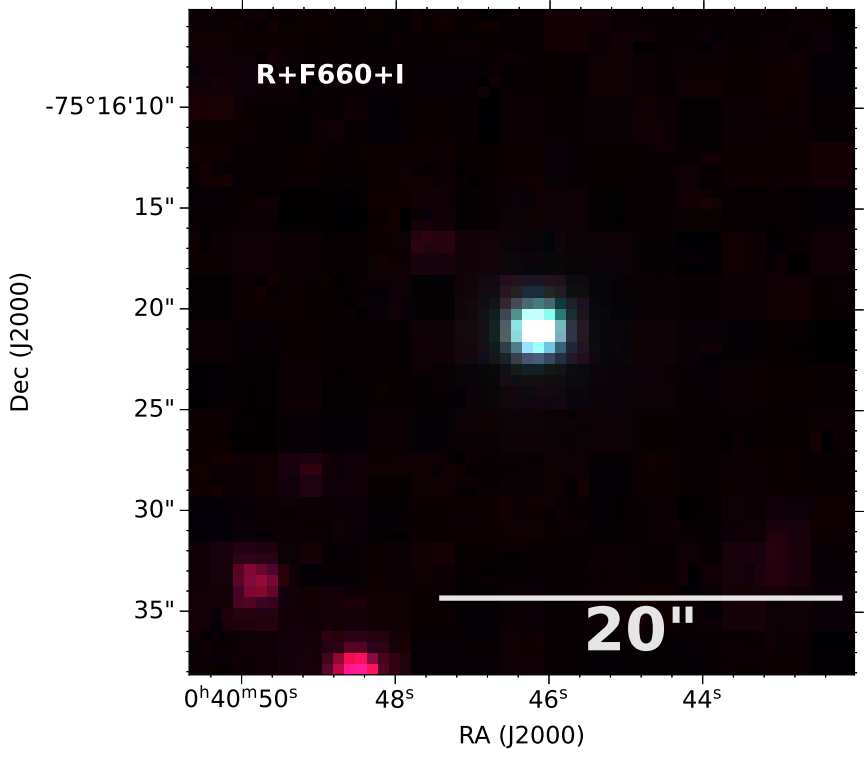 R+F660+I
-75°16'10"
15"
20"
25"
30"
35"
Dec (J2000)
20"
0ʰ40ᵐ50ˢ 48ˢ 46ˢ 44ˢ
RA (J2000)